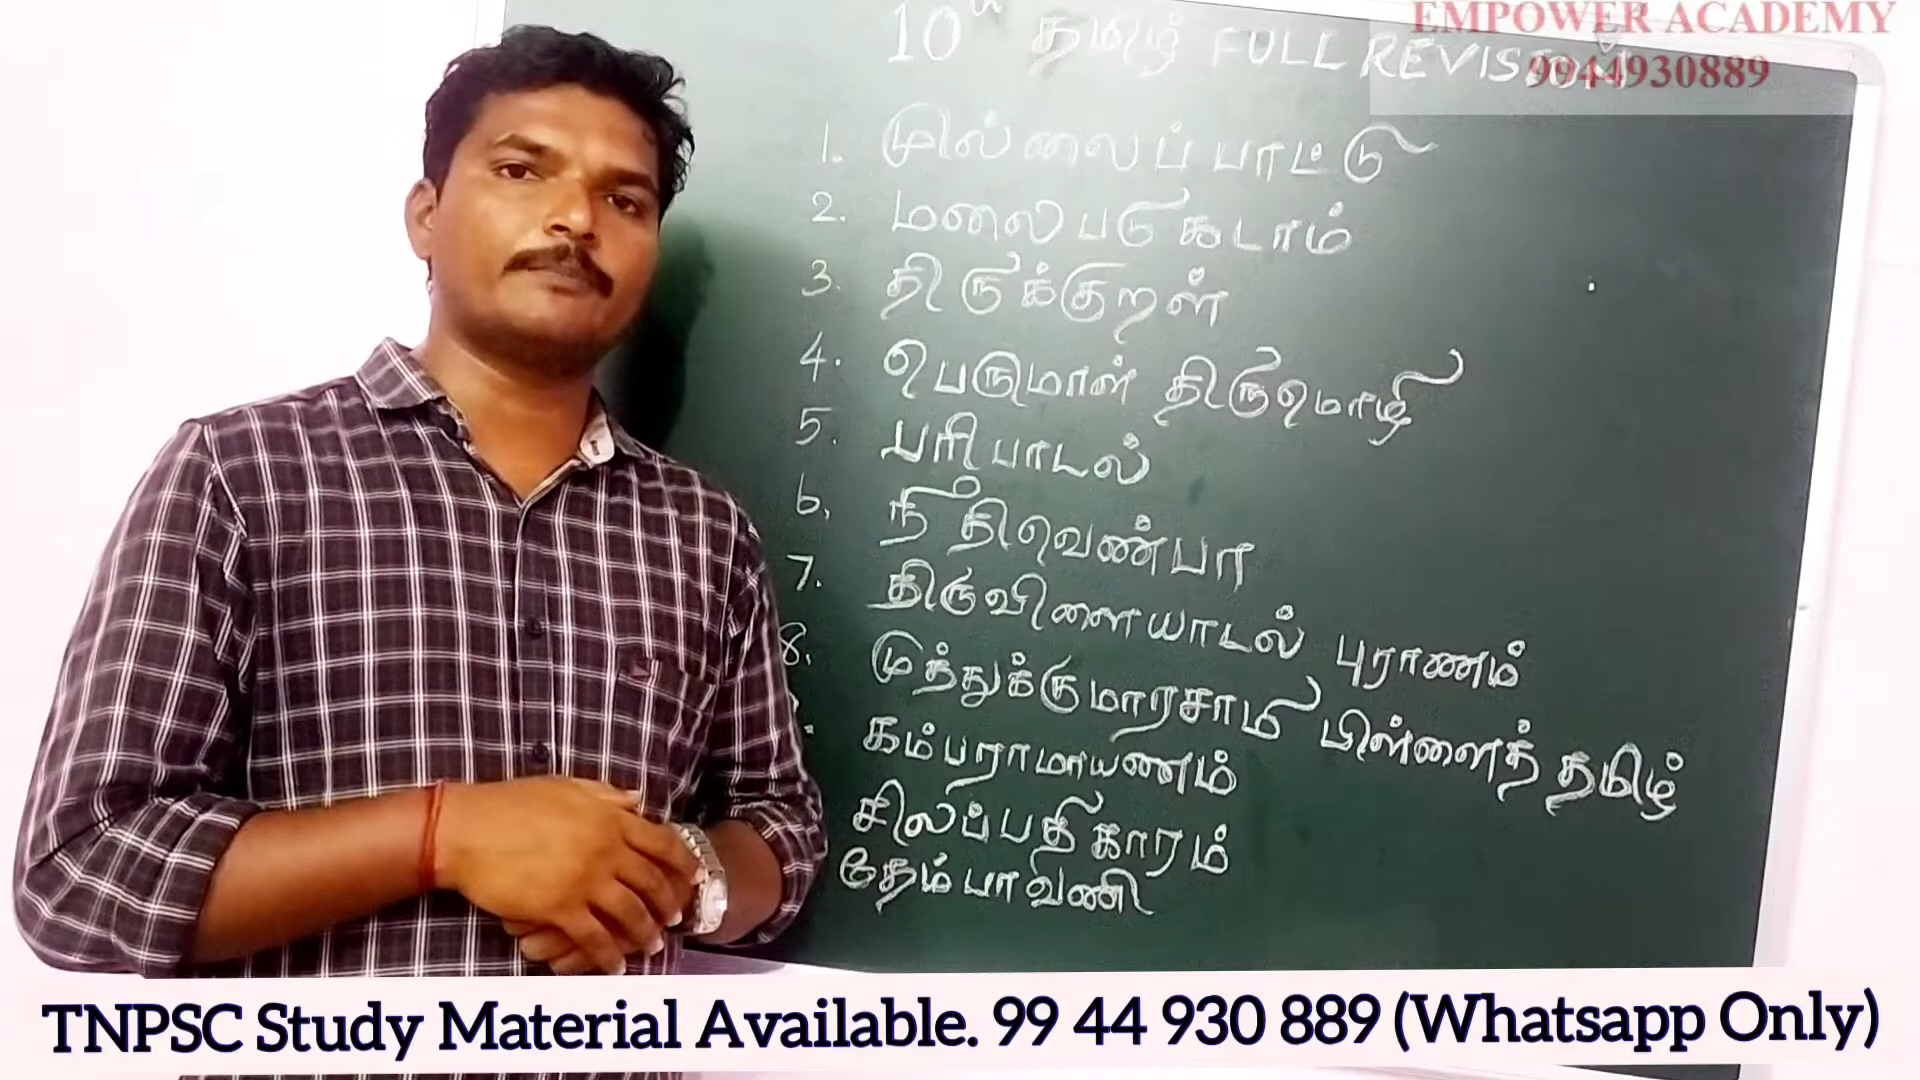 EMPOWER ACADEMY
9944930889
10th தமிழ் FULL REVISION
1. முல்லைப் பாட்டு
2. மலைபடுகடாம்
3. திருக்குறள்
4. பெருமாள் திருமொழி
5. பரிபாடல்
6. நீதிவெண்பா
7. திருவிளையாடல் புராணம்
8. முத்துக்குமாரசாமி பிள்ளைத் தமிழ்
கம்பராமாயணம்
சிலப்பதிகாரம்
தேம்பாவணி
TNPSC Study Material Available. 99 44 930 889 (Whatsapp Only)